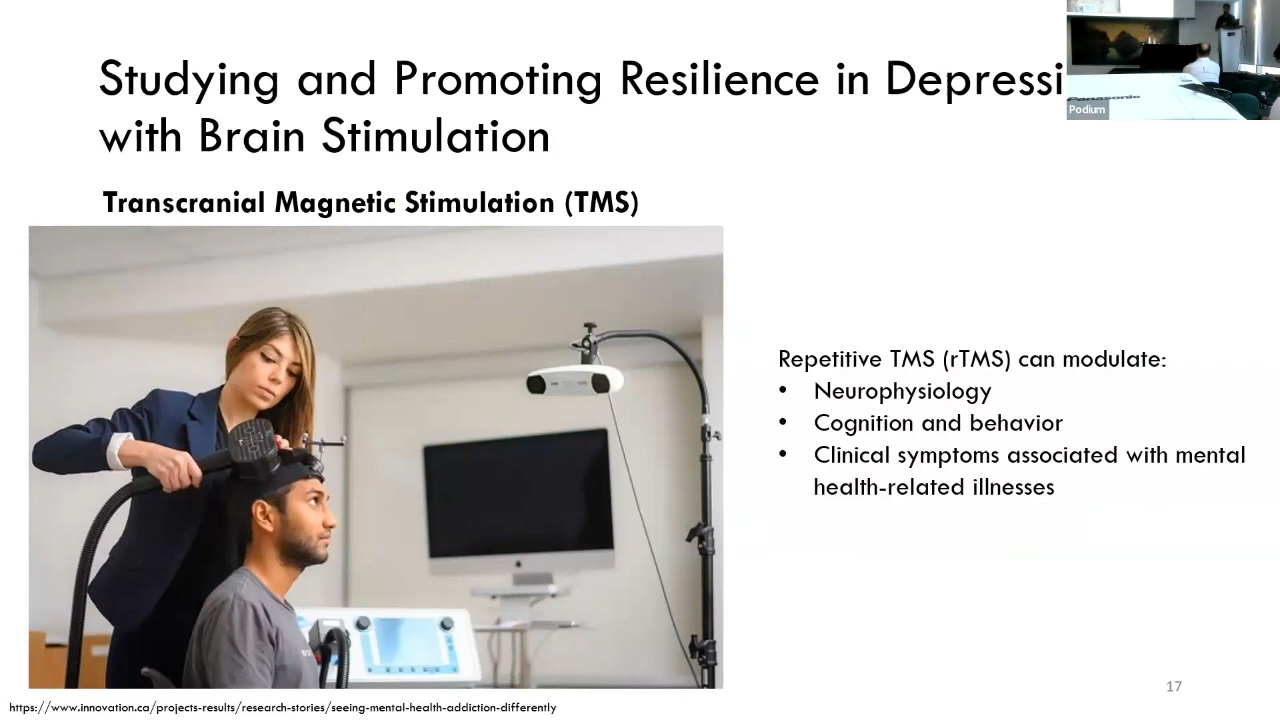 Studying and Promoting Resilience in Depressi
with Brain Stimulation
Panasonic
Podium
Transcranial Magnetic Stimulation (TMS)
Repetitive TMS (rTMS) can modulate:
• Neurophysiology
• Cognition and behavior
• Clinical symptoms associated with mental
health-related illnesses
17
https://www.innovation.ca/projects-results/research-stories/seeing-mental-health-addiction-differently